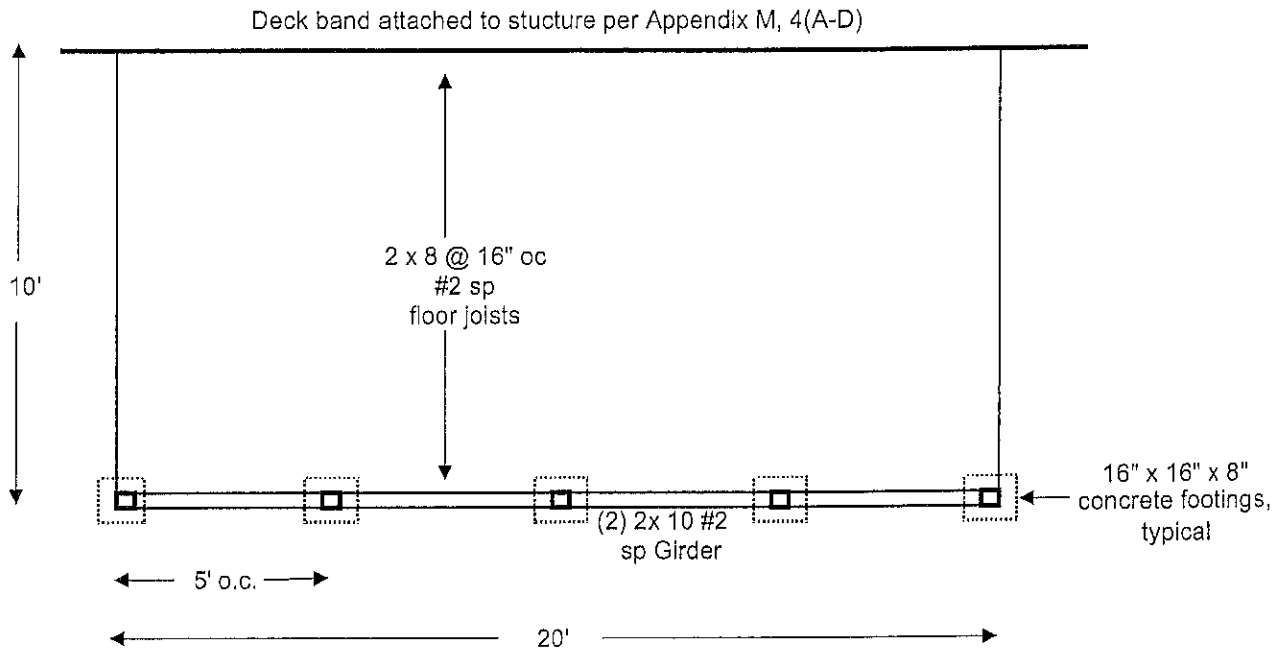 Deck band attached to stucture per Appendix M, 4(A-D)
10'
2 x 8 @ 16" oc
#2 sp
floor joists
16" x 16" x 8"
concrete footings,
typical
(2) 2x 10 #2
sp Girder
5' o.c.
20'